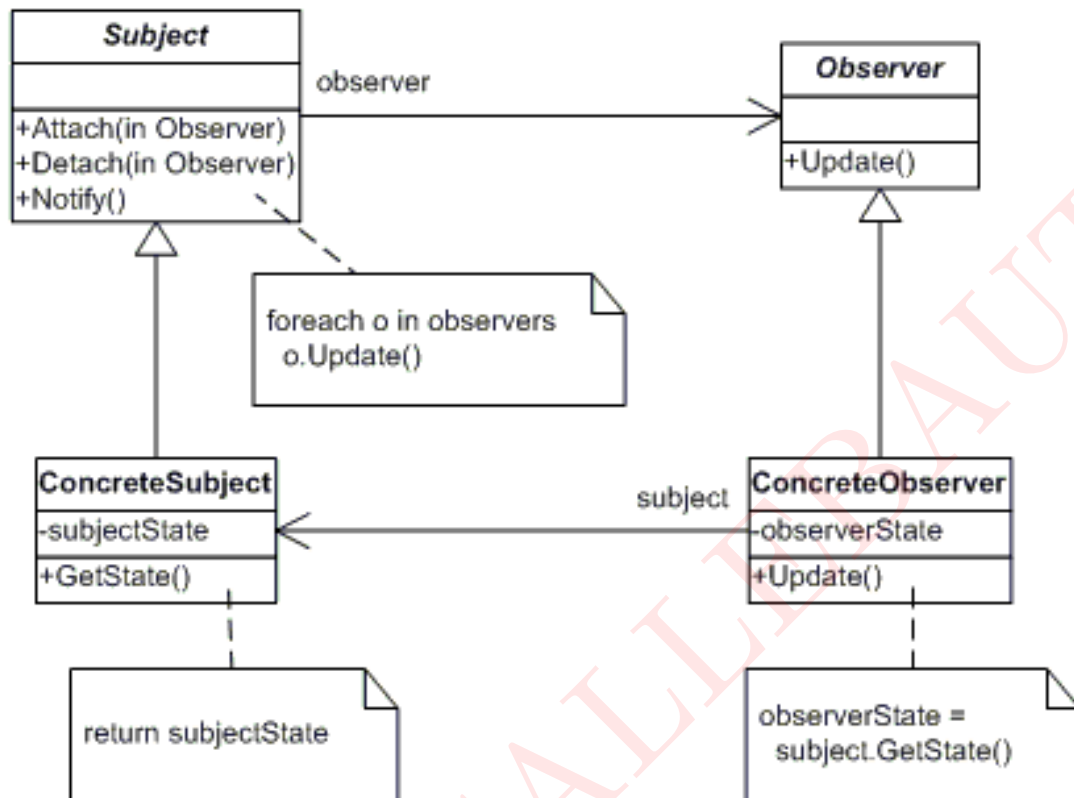 Subject
+Attach(in Observer)
+Detach(in Observer)
+Notify()
observer
Observer
+Update()
foreach o in observers
o.Update()
ConcreteSubject
-subjectState
+GetState()
subject
ConcreteObserver
-observerState
+Update()
return subjectState
observerState =
subject.GetState()